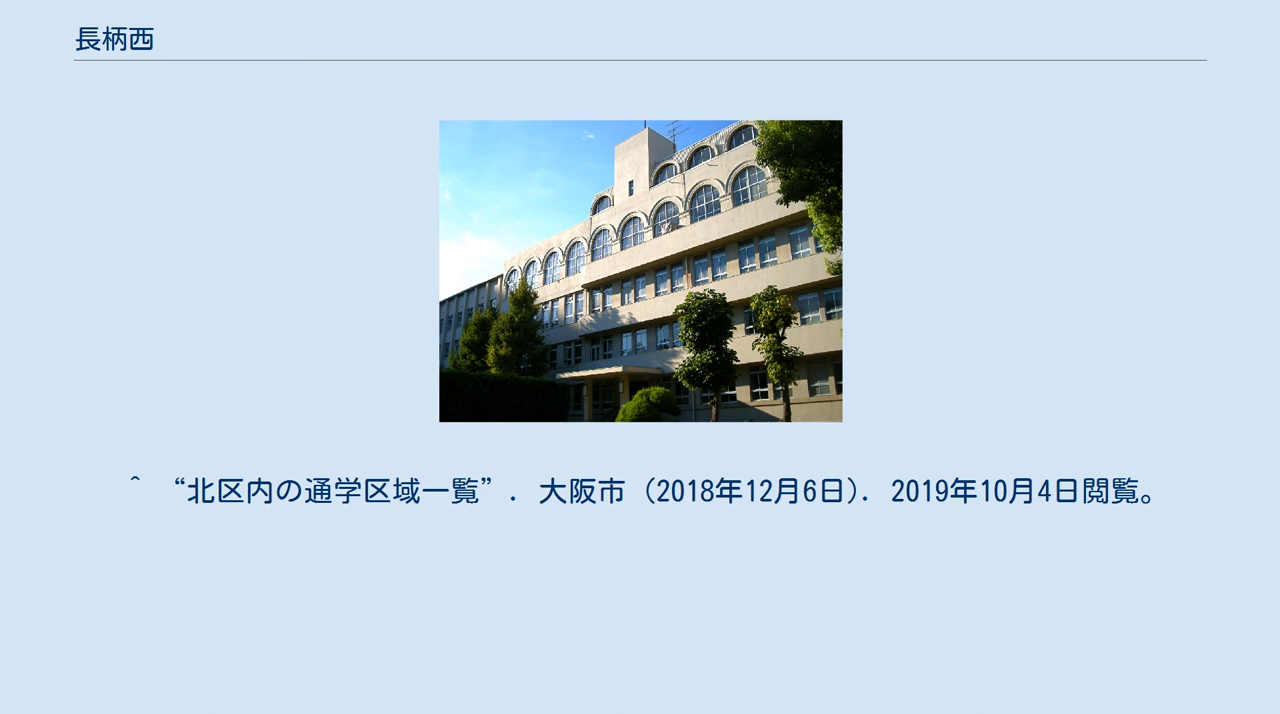 長柄西
^ “北区内の通学区域一覧”. 大阪市 (2018年12月6日). 2019年10月4日閲覧。